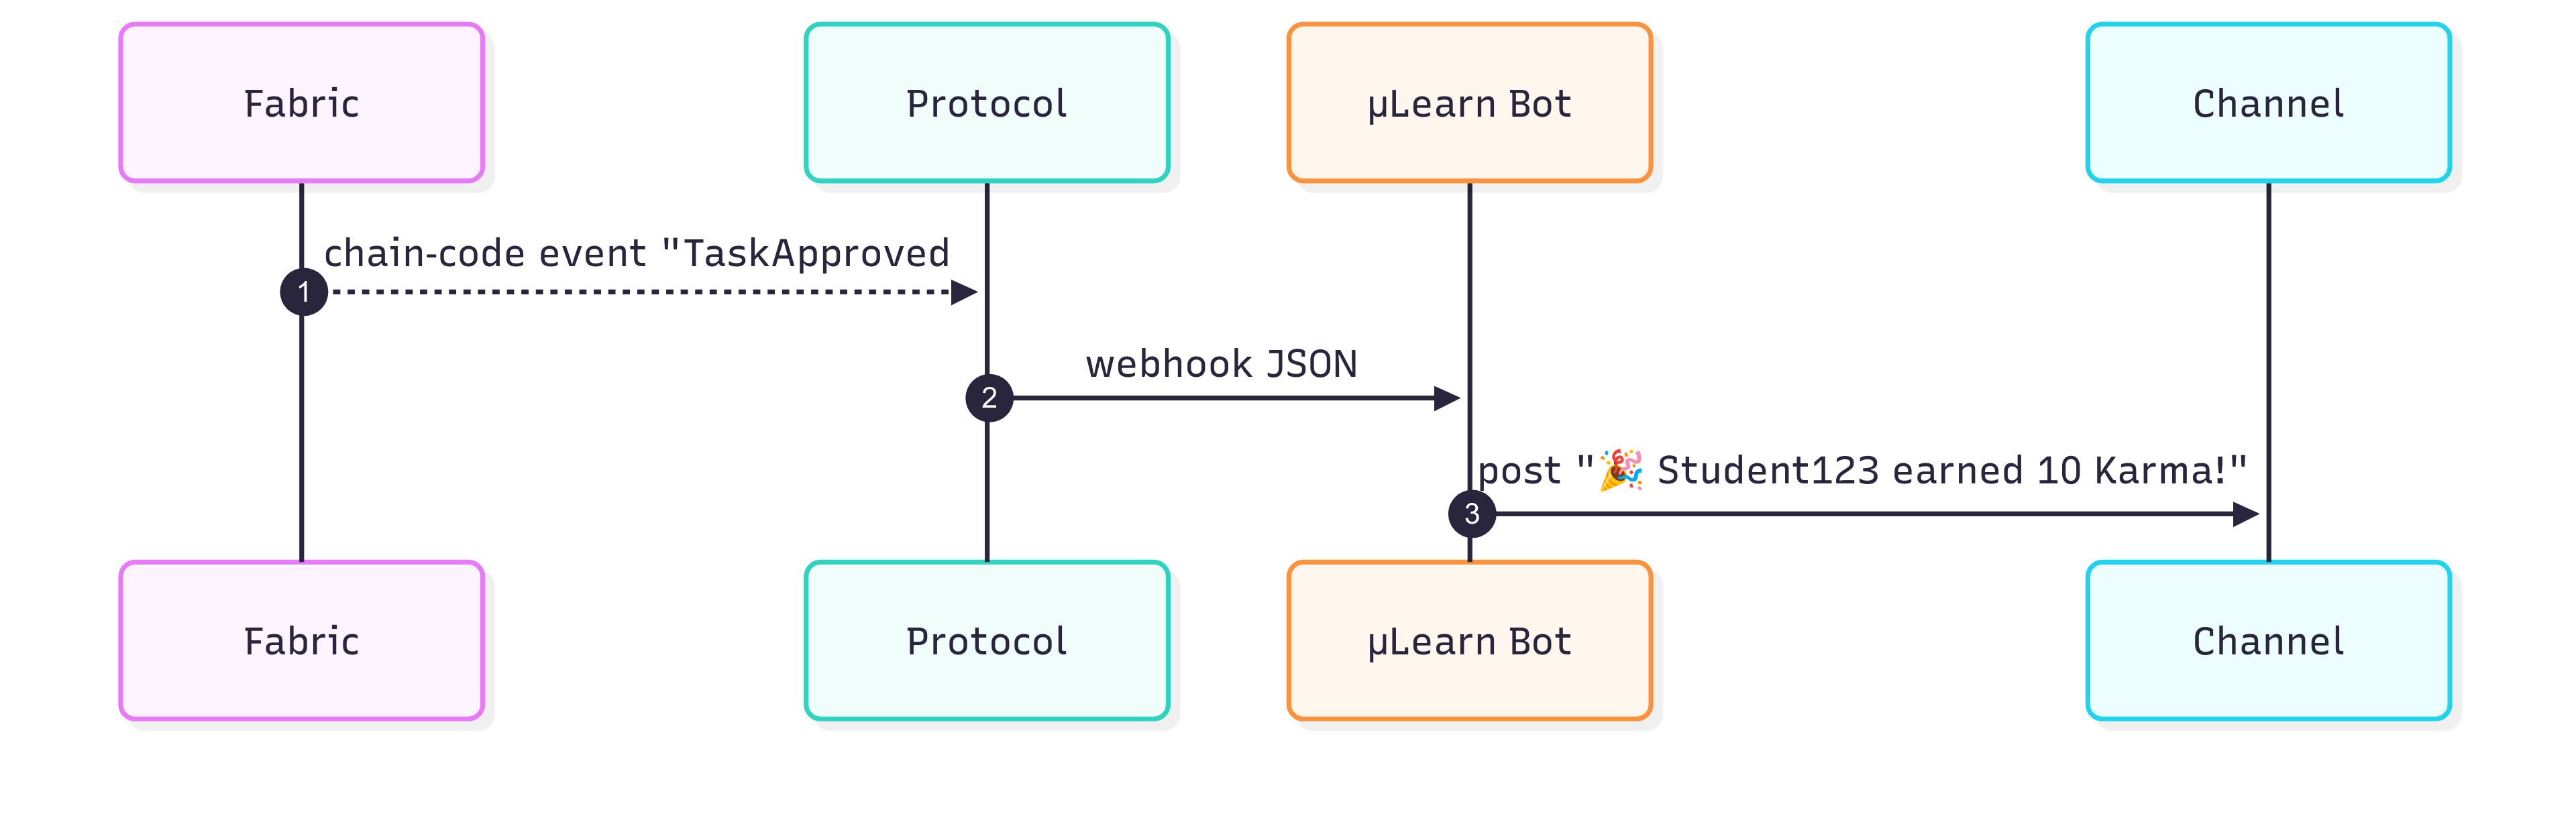 Fabric
Protocol
µLearn Bot
Channel
chain-code event "TaskApproved
1
webhook JSON
2
post "🎉 Student123 earned 10 Karma!"
3
Fabric
Protocol
µLearn Bot
Channel